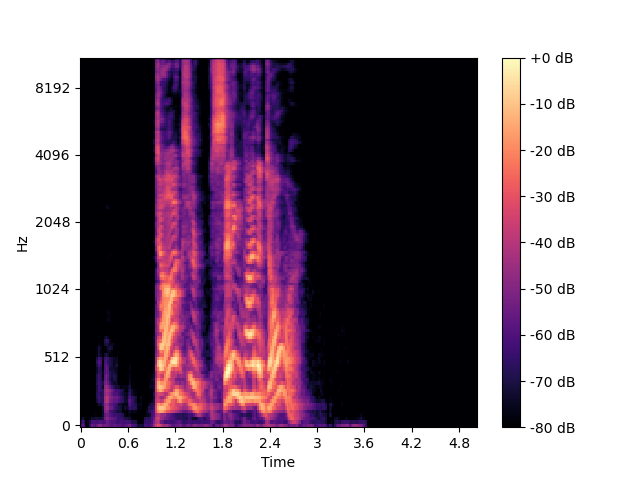 8192
4096
2048
1024
512
0
Hz
0 0.6 1.2 1.8 2.4 3 3.6 4.2 4.8
Time
+0 dB
-10 dB
-20 dB
-30 dB
-40 dB
-50 dB
-60 dB
-70 dB
-80 dB